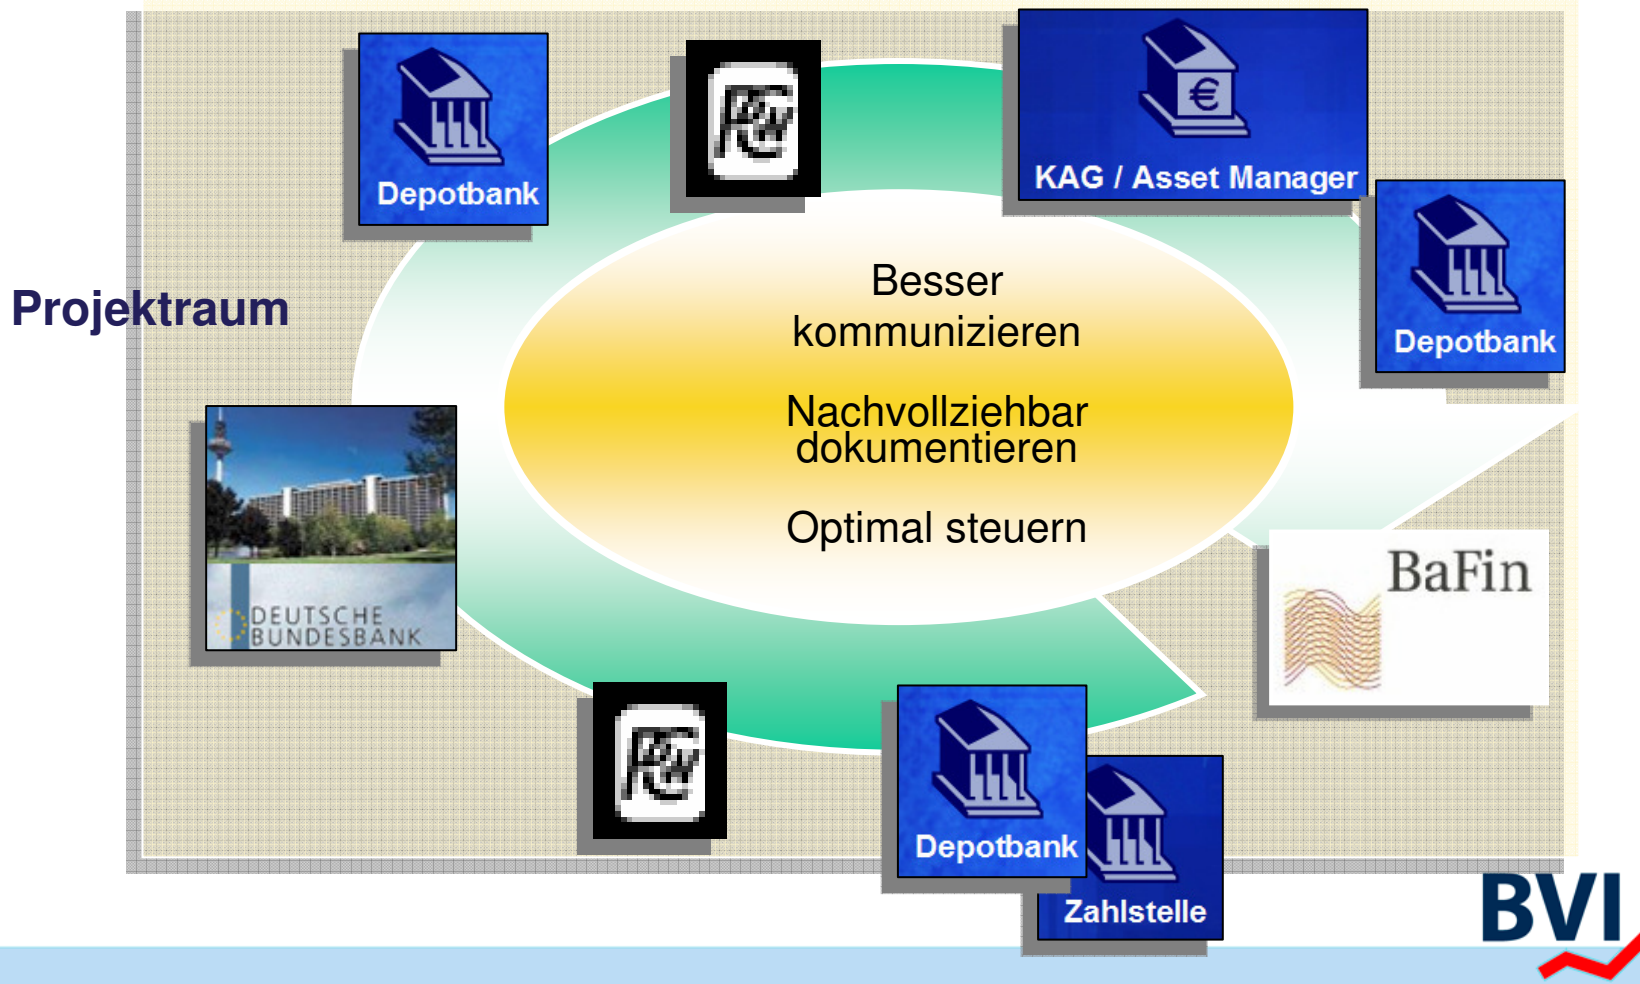 Depotbank
KAG / Asset Manager
€
Depotbank
Projektraum
Besser
kommunizieren
Nachvollziehbar
dokumentieren
Optimal steuern
DEUTSCHE
BUNDESBANK
BaFin
Depotbank
Zahlstelle
BVI